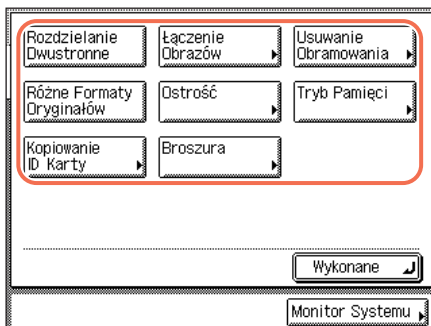 Rozdzielanie
Dwustronne
Łączenie
Obrazów
Usuwanie
Obramowania
Różne Formaty
Oryginałów
Ostrość
Tryb Pamięci
Kopiowanie
ID Karty
Broszura
Wykonane
Monitor Systemu